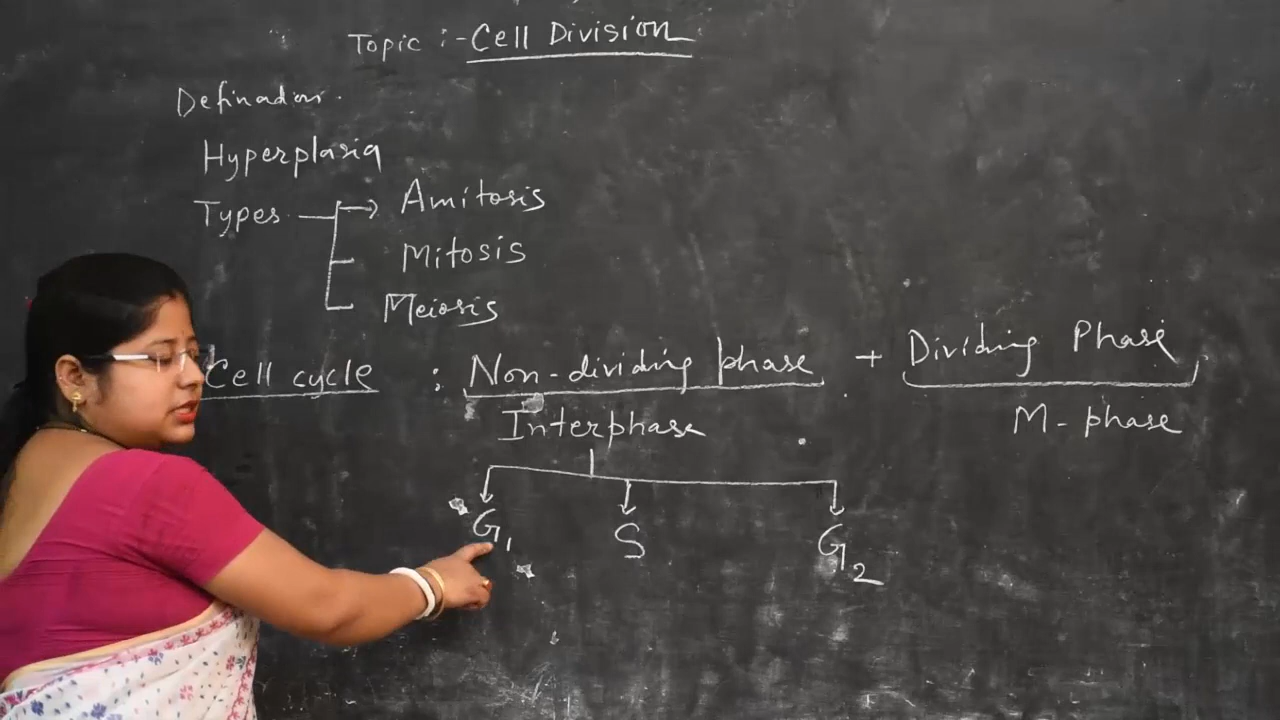 Topic :- Cell Division
Definadion.
Hyperplasia
Types → Amitosis
Mitosis
Meiosis
Cell cycle : Non-dividing phase + Dividing Phase
Interphase M-phase
G1 S G2